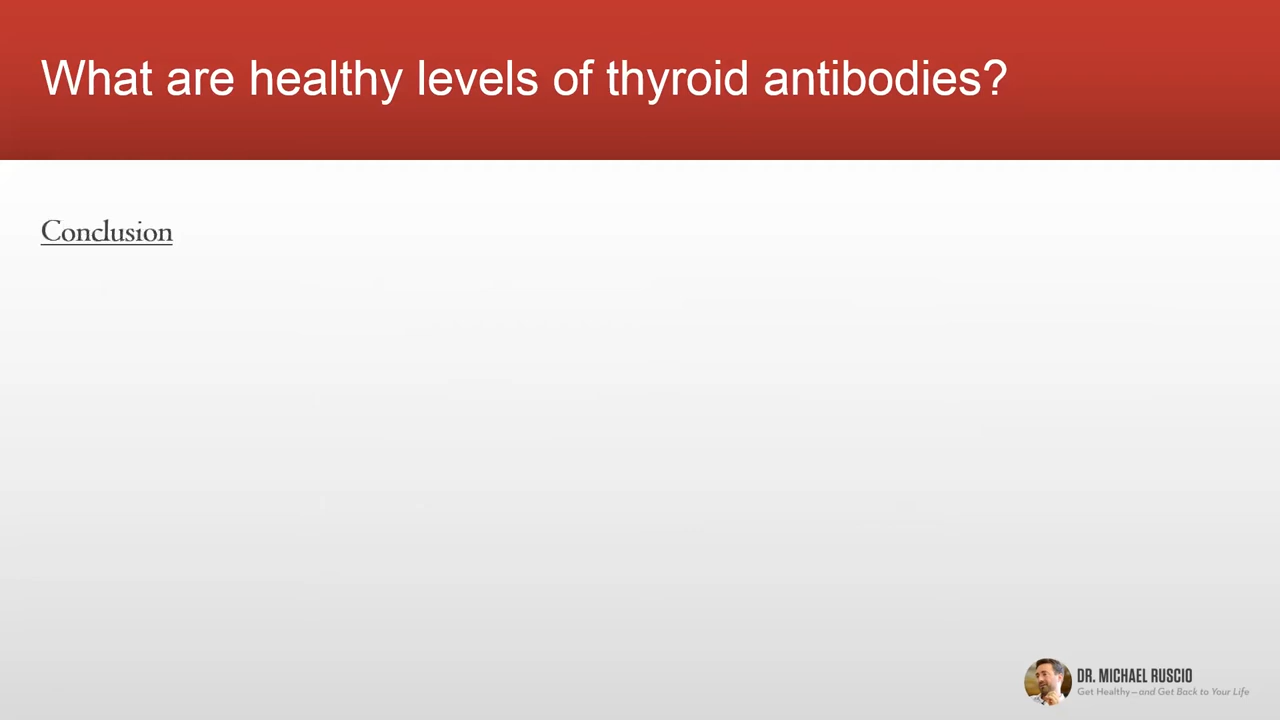 What are healthy levels of thyroid antibodies?
Conclusion
DR. MICHAEL RUSCIO
Get Healthy—and Get Back to Your Life